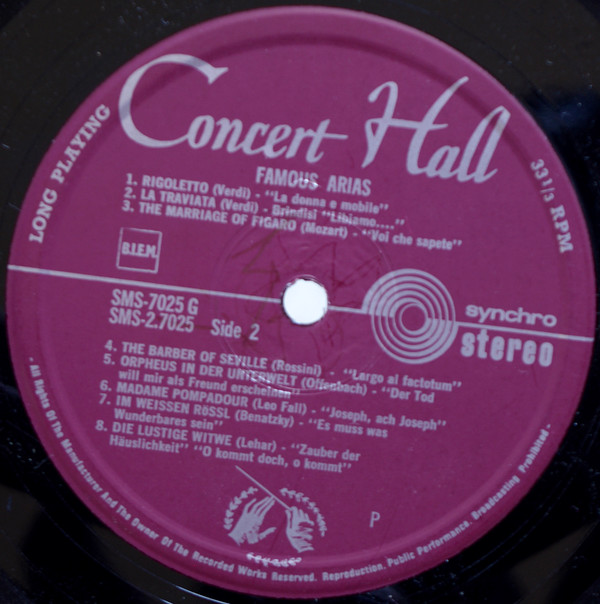 Concert Hall
LONG PLAYING
33 1/3 RPM
FAMOUS ARIAS
1. RIGOLETTO (Verdi) - "La donna e mobile"
2. LA TRAVIATA (Verdi) - Brindisi "Libiamo...."
3. THE MARRIAGE OF FIGARO (Mozart) - "Voi che sapete"
B.I.E.M.
SMS-7025 G
SMS-2.7025 Side 2
synchro
stereo
4. THE BARBER OF SEVILLE (Rossini) - "Largo al factotum"
5. ORPHEUS IN DER UNTERWELT (Offenbach) - "Der Tod
will mir als Freund erscheinen"
6. MADAME POMPADOUR (Leo Fall) - "Joseph, ach Joseph"
7. IM WEISSEN RÖSSL (Benatzky) - "Es muss was
Wunderbares sein"
8. DIE LUSTIGE WITWE (Lehar) - "Zauber der
Häuslichkeit" "O kommt doch, o kommt"
P
- All Rights Of The Manufacturer And The Owner Of The Recorded Works Reserved. Reproduction. Public Performance. Broadcasting Prohibited -